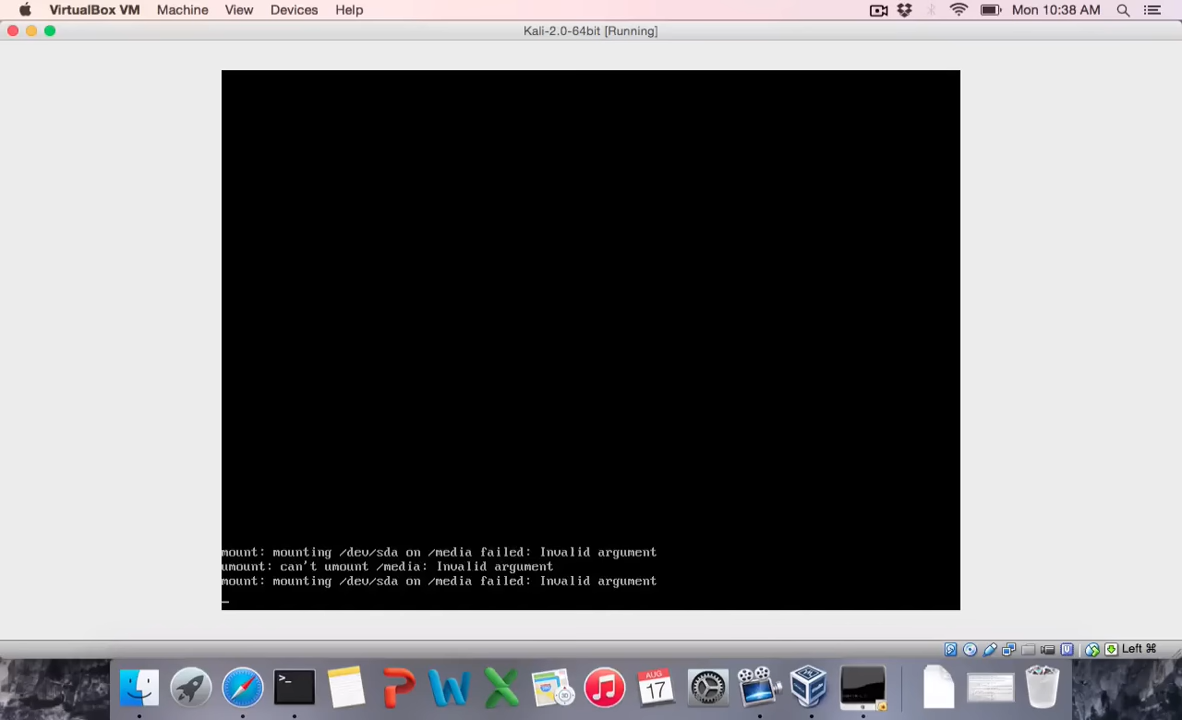 VirtualBox VM Machine View Devices Help Mon 10:38 AM
Kali-2.0-64bit [Running]
mount: mounting /dev/sda on /media failed: Invalid argument
umount: can't umount /media: Invalid argument
mount: mounting /dev/sda on /media failed: Invalid argument
Left ⌘
AUG
17